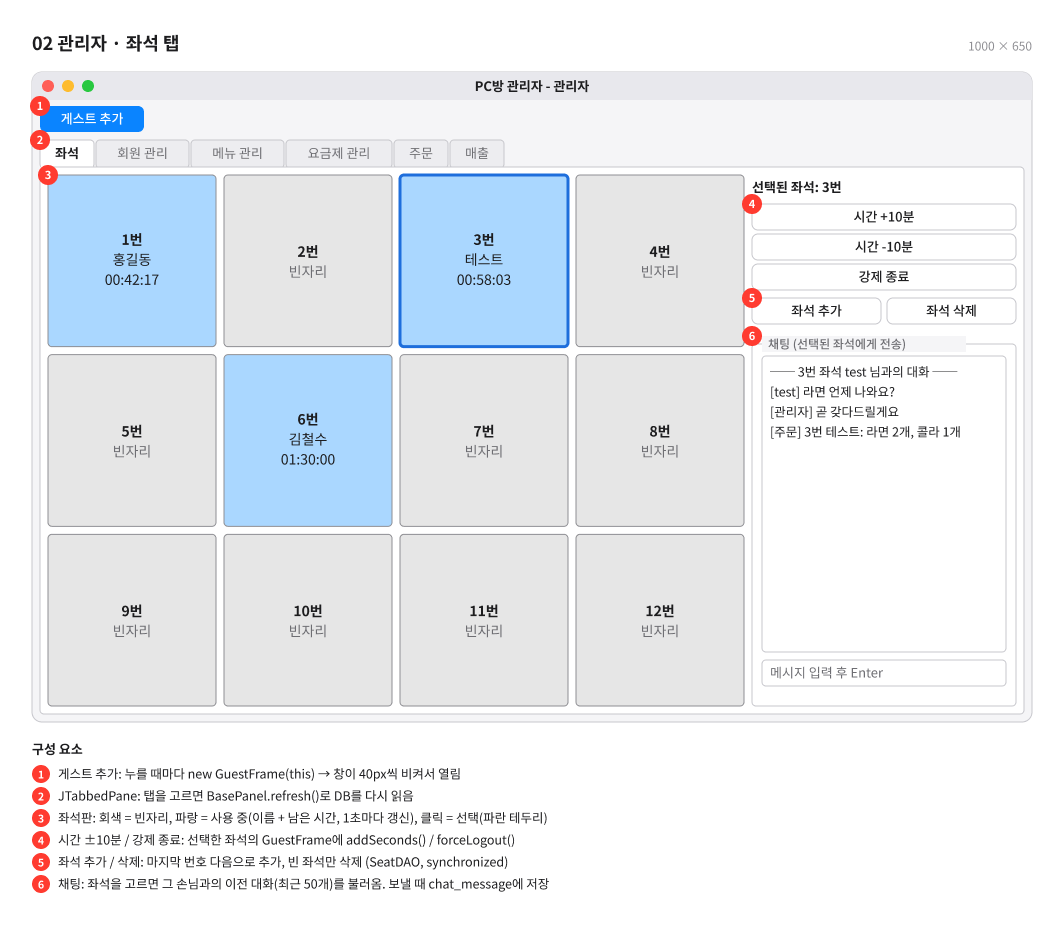 02 관리자 · 좌석 탭
1000 × 650
PC방 관리자 - 관리자
1
게스트 추가
2
좌석
회원 관리
메뉴 관리
요금제 관리
주문
매출
3
1번
홍길동
00:42:17
2번
빈자리
3번
테스트
00:58:03
4번
빈자리
5번
빈자리
6번
김철수
01:30:00
7번
빈자리
8번
빈자리
9번
빈자리
10번
빈자리
11번
빈자리
12번
빈자리
선택된 좌석: 3번
4
시간 +10분
시간 -10분
강제 종료
5
좌석 추가
좌석 삭제
6
채팅 (선택된 좌석에게 전송)
── 3번 좌석 test 님과의 대화 ──
[test] 라면 언제 나와요?
[관리자] 곧 갖다드릴게요
[주문] 3번 테스트: 라면 2개, 콜라 1개
메시지 입력 후 Enter
구성 요소
1 게스트 추가: 누를 때마다 new GuestFrame(this) → 창이 40px씩 비켜서 열림
2 JTabbedPane: 탭을 고르면 BasePanel.refresh()로 DB를 다시 읽음
3 좌석판: 회색 = 빈자리, 파랑 = 사용 중(이름 + 남은 시간, 1초마다 갱신), 클릭 = 선택(파란 테두리)
4 시간 ±10분 / 강제 종료: 선택한 좌석의 GuestFrame에 addSeconds() / forceLogout()
5 좌석 추가 / 삭제: 마지막 번호 다음으로 추가, 빈 좌석만 삭제 (SeatDAO, synchronized)
6 채팅: 좌석을 고르면 그 손님과의 이전 대화(최근 50개)를 불러옴. 보낼 때 chat_message에 저장